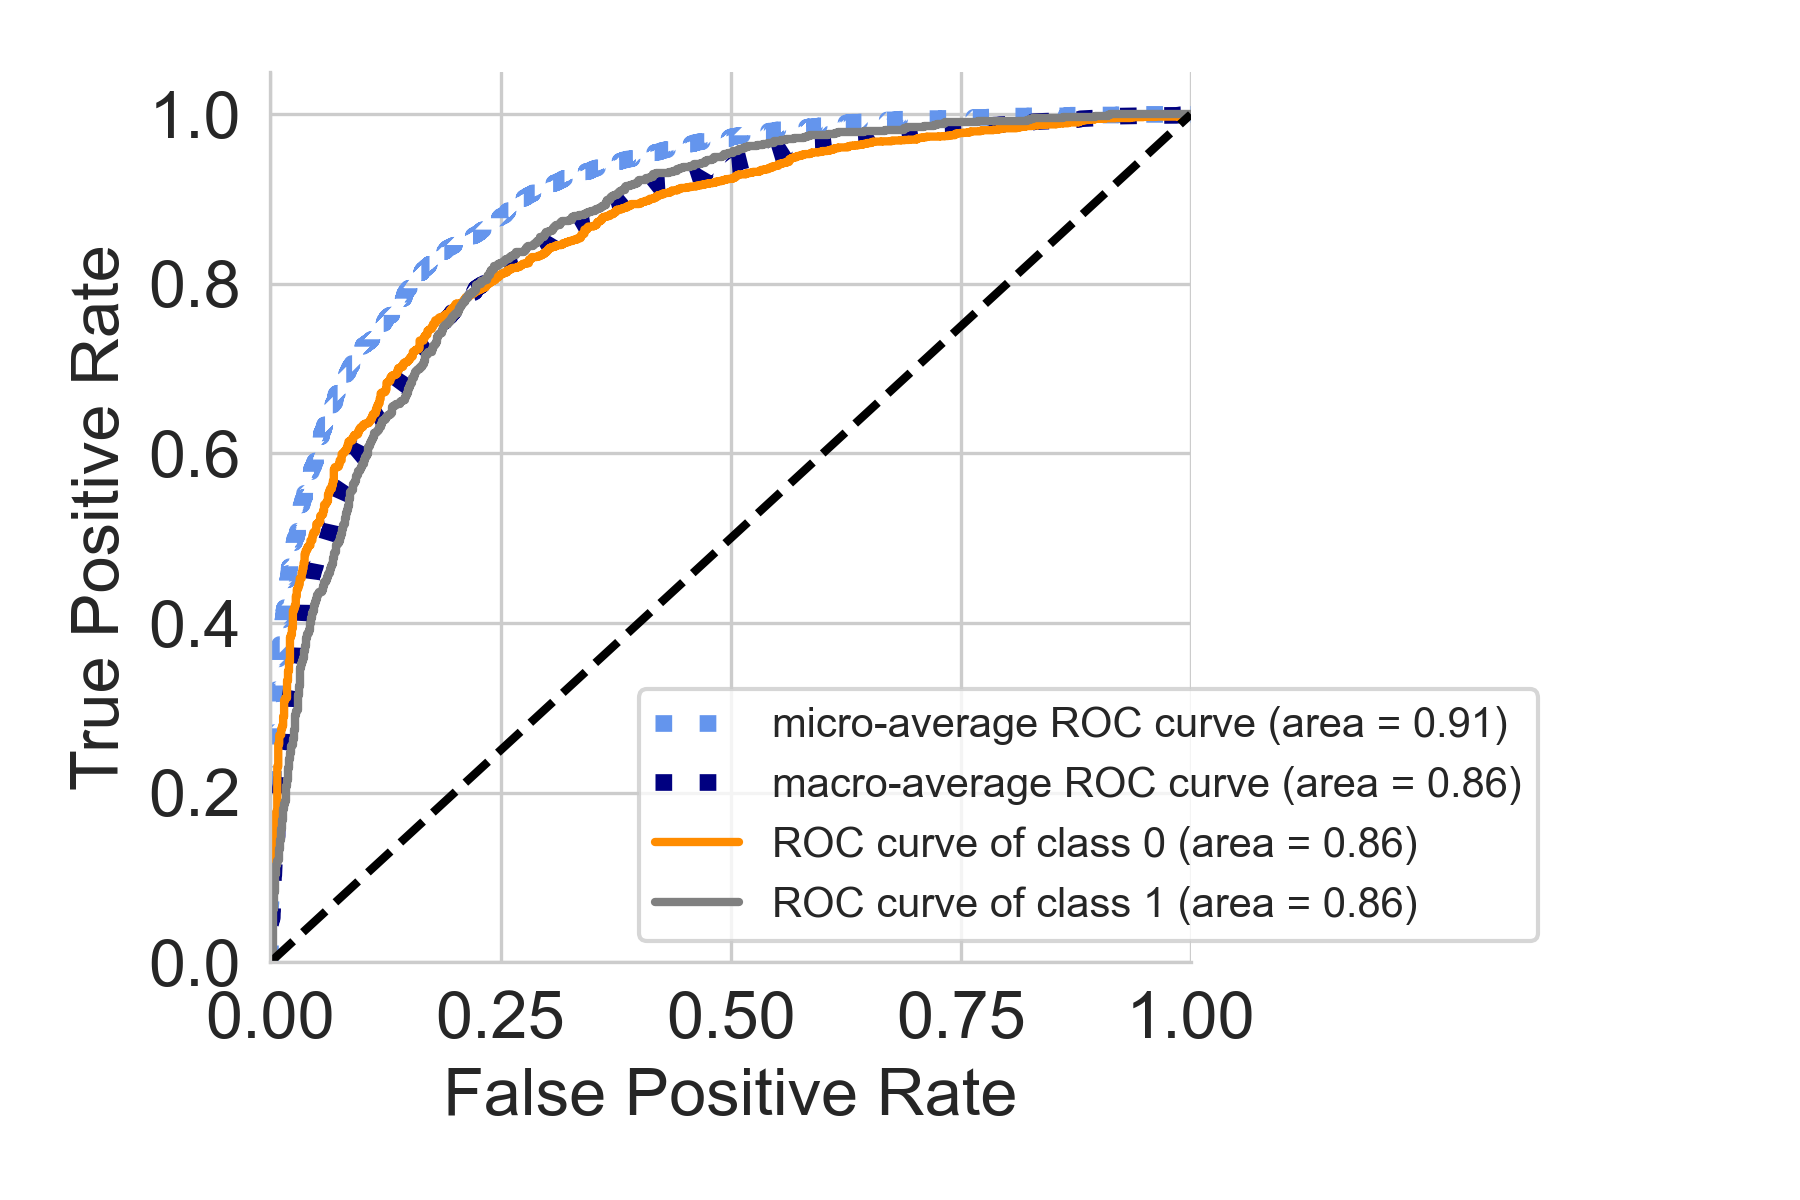 True Positive Rate
1.0
0.8
0.6
0.4
0.2
0.0
micro-average ROC curve (area = 0.91)
macro-average ROC curve (area = 0.86)
ROC curve of class 0 (area = 0.86)
ROC curve of class 1 (area = 0.86)
0.00 0.25 0.50 0.75 1.00
False Positive Rate